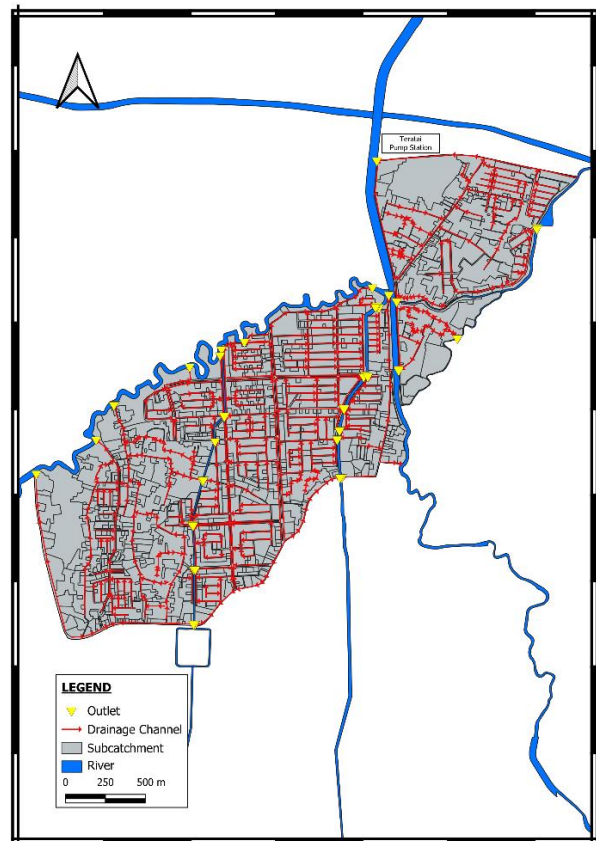 Teratai
Pump Station
LEGEND
Outlet
Drainage Channel
Subcatchment
River
0 250 500 m